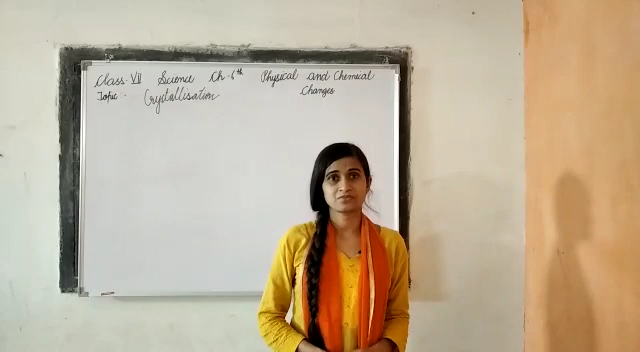 Class VII Science Ch-6th Physical and Chemical Changes
Topic :- Crystallisation